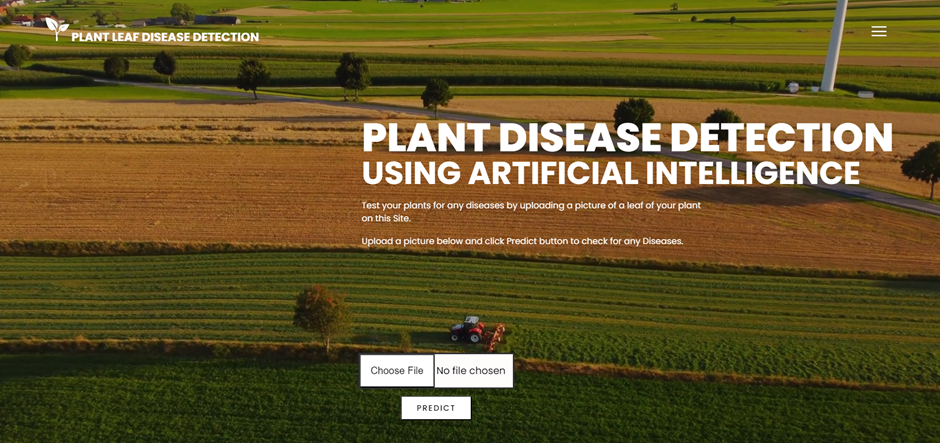 PLANT LEAF DISEASE DETECTION
PLANT DISEASE DETECTION
USING ARTIFICIAL INTELLIGENCE
Test your plants for any diseases by uploading a picture of a leaf of your plant
on this Site.
Upload a picture below and click Predict button to check for any Diseases.
Choose File No file chosen
PREDICT